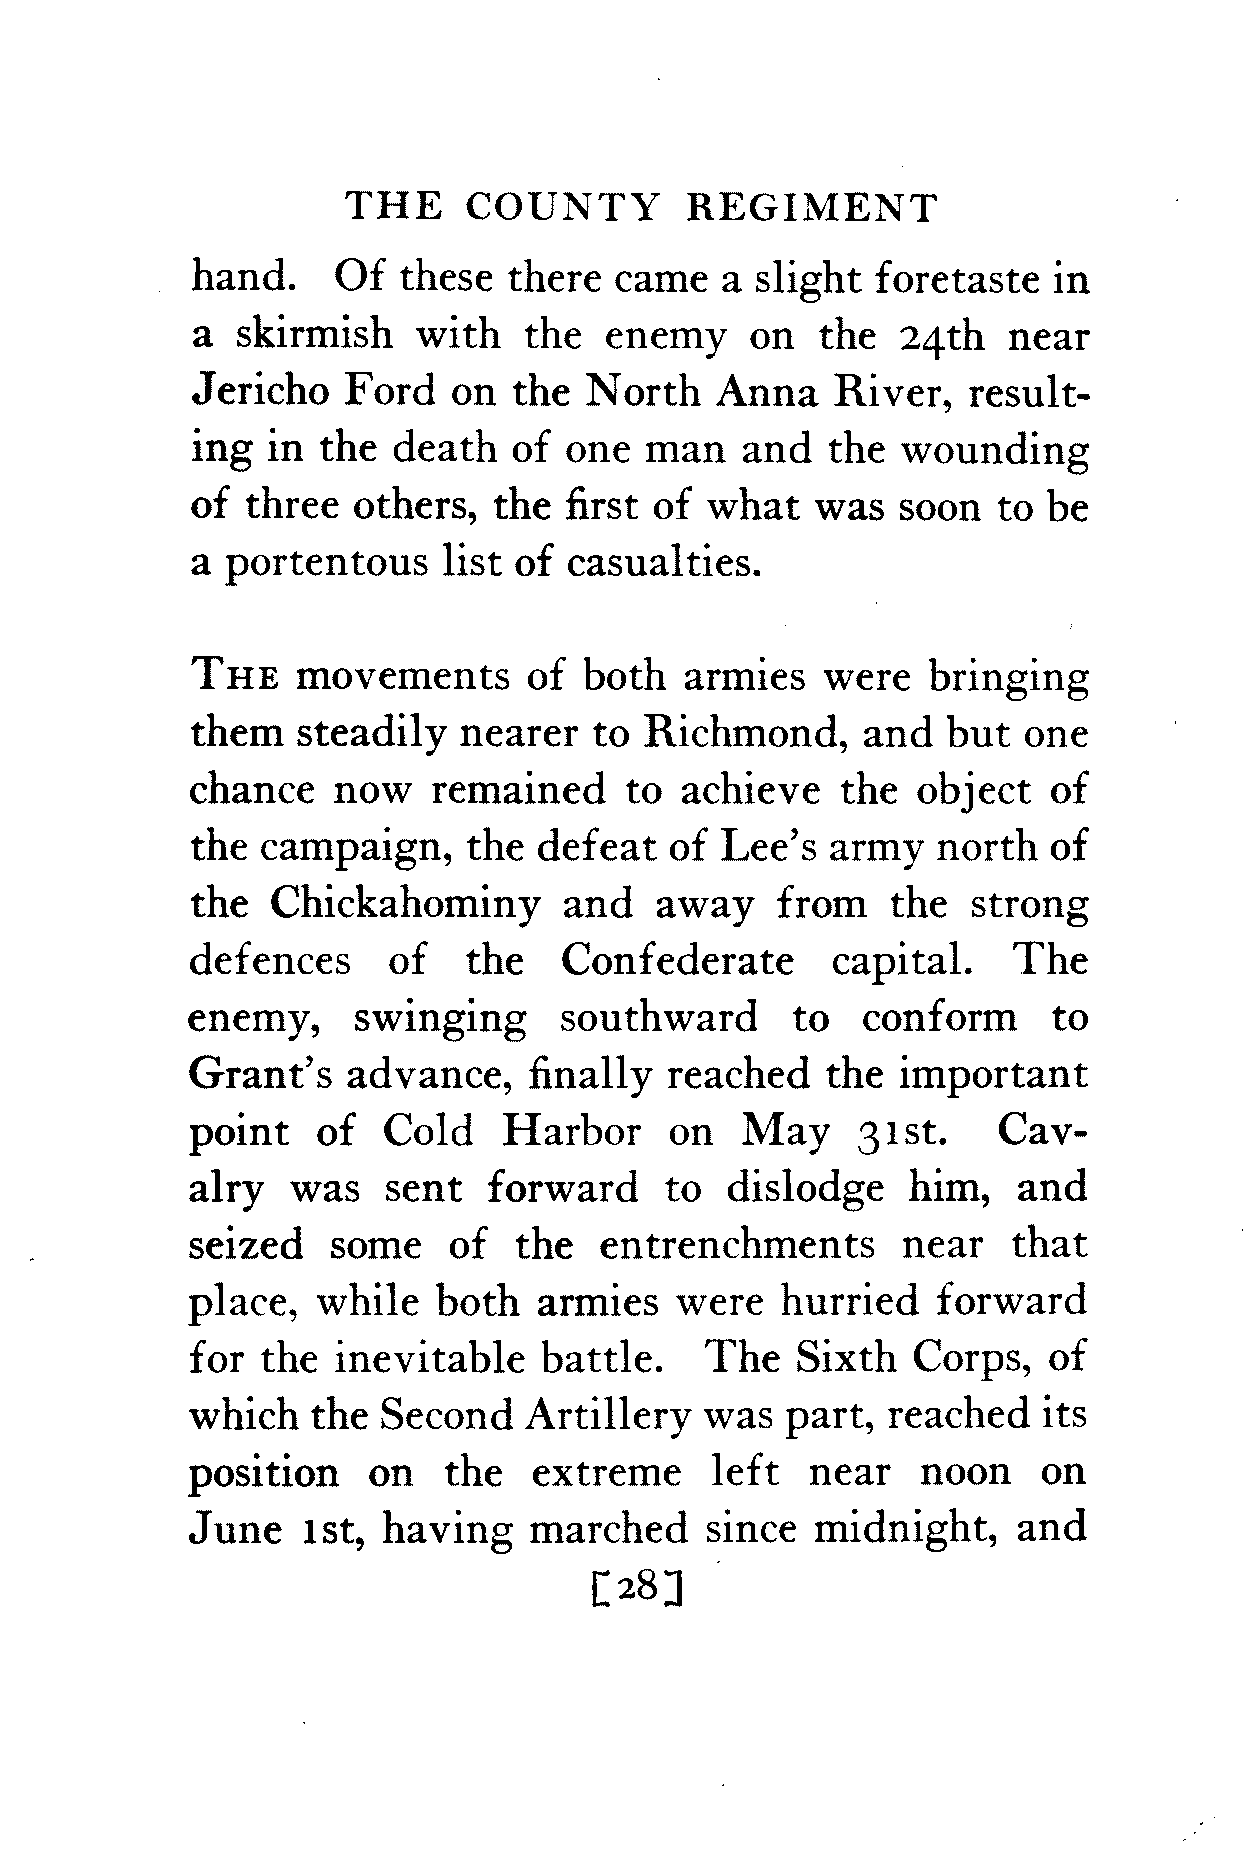 THE COUNTY REGIMENT
hand. Of these there came a slight foretaste in
a skirmish with the enemy on the 24th near
Jericho Ford on the North Anna River, result-
ing in the death of one man and the wounding
of three others, the first of what was soon to be
a portentous list of casualties.
THE movements of both armies were bringing
them steadily nearer to Richmond, and but one
chance now remained to achieve the object of
the campaign, the defeat of Lee's army north of
the Chickahominy and away from the strong
defences of the Confederate capital. The
enemy, swinging southward to conform to
Grant's advance, finally reached the important
point of Cold Harbor on May 31st. Cav-
alry was sent forward to dislodge him, and
seized some of the entrenchments near that
place, while both armies were hurried forward
for the inevitable battle. The Sixth Corps, of
which the Second Artillery was part, reached its
position on the extreme left near noon on
June 1st, having marched since midnight, and
[28]